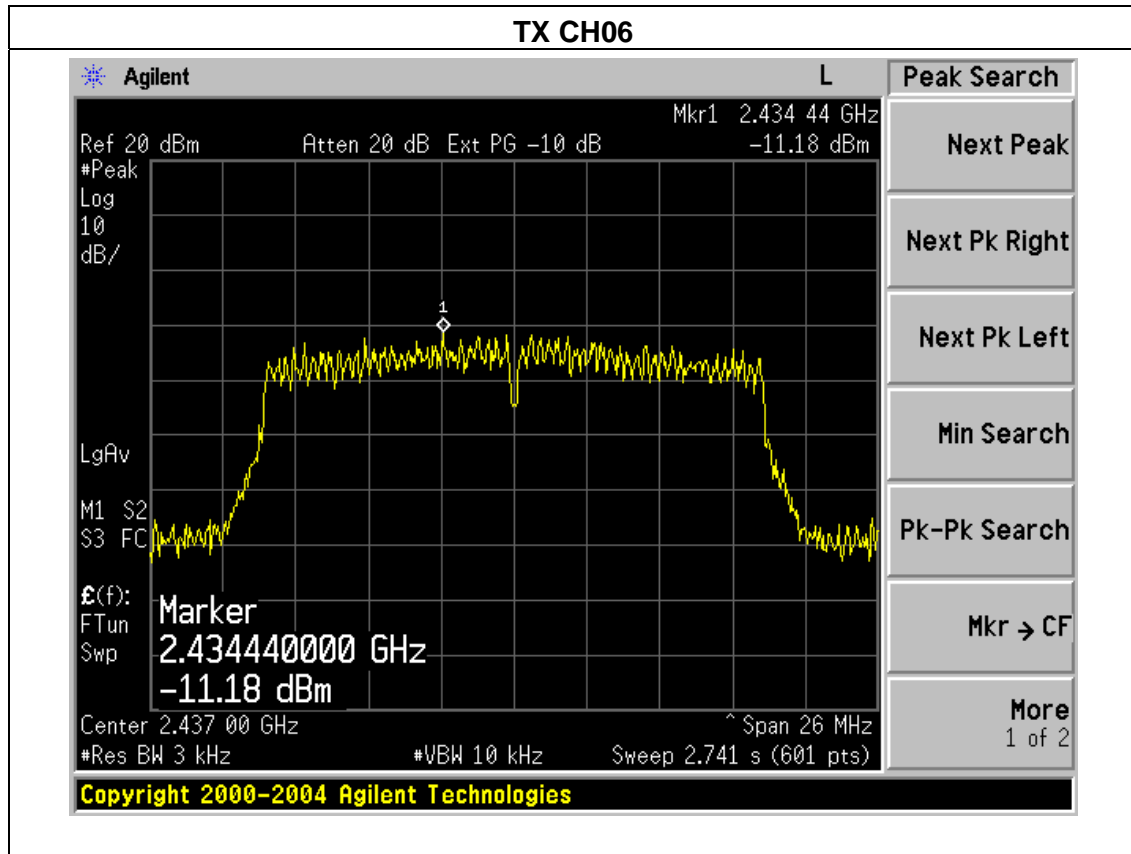 TX CH06
Agilent L Peak Search
Mkr1 2.434 44 GHz
Ref 20 dBm Atten 20 dB Ext PG -10 dB -11.18 dBm
#Peak
Log
10
dB/
1
LgAv
M1 S2
S3 FC
£(f):
FTun
Swp
Marker
2.434440000 GHz
-11.18 dBm
Center 2.437 00 GHz ^ Span 26 MHz
#Res BW 3 kHz #VBW 10 kHz Sweep 2.741 s (601 pts)
Next Peak
Next Pk Right
Next Pk Left
Min Search
Pk-Pk Search
Mkr → CF
More
1 of 2
Copyright 2000-2004 Agilent Technologies